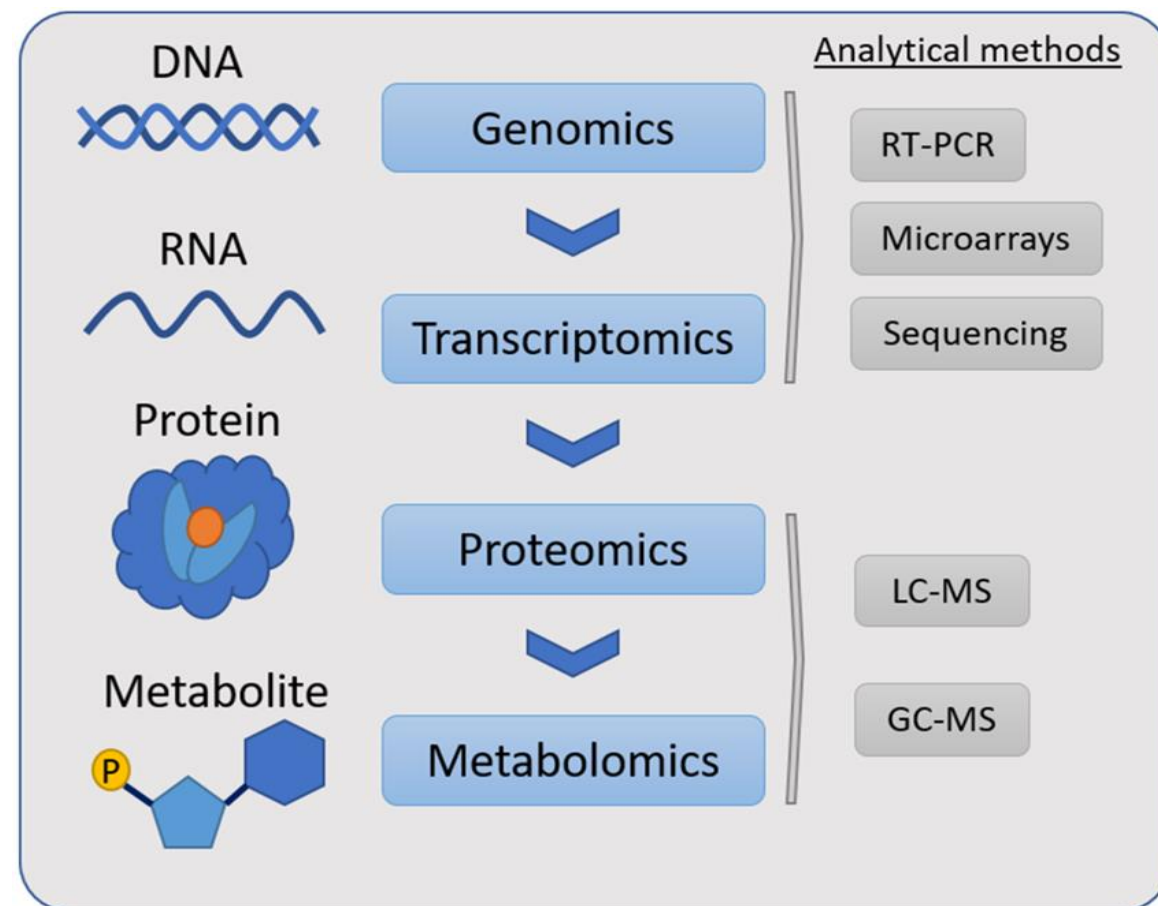 DNA
Genomics
RNA
Transcriptomics
Protein
Proteomics
Metabolite
P
Metabolomics
Analytical methods
RT-PCR
Microarrays
Sequencing
LC-MS
GC-MS